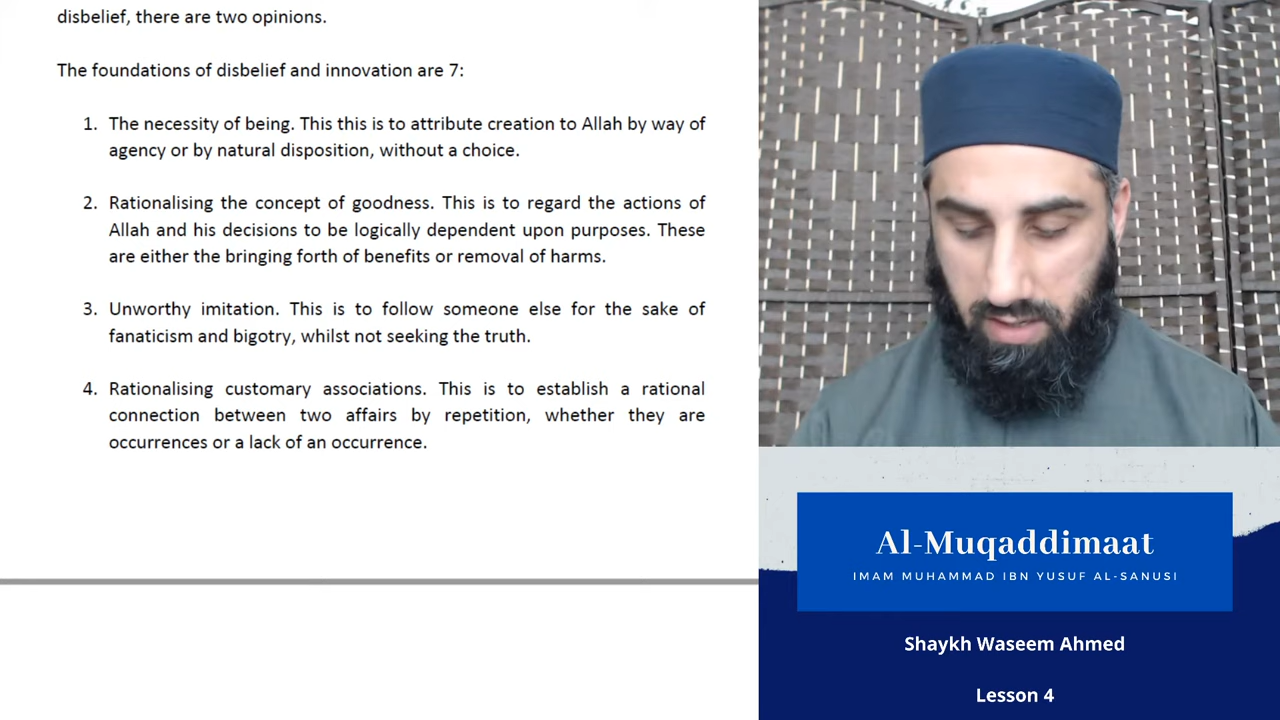 disbelief, there are two opinions.
The foundations of disbelief and innovation are 7:
1. The necessity of being. This this is to attribute creation to Allah by way of
agency or by natural disposition, without a choice.
2. Rationalising the concept of goodness. This is to regard the actions of
Allah and his decisions to be logically dependent upon purposes. These
are either the bringing forth of benefits or removal of harms.
3. Unworthy imitation. This is to follow someone else for the sake of
fanaticism and bigotry, whilst not seeking the truth.
4. Rationalising customary associations. This is to establish a rational
connection between two affairs by repetition, whether they are
occurrences or a lack of an occurrence.
Al-Muqaddimaat
IMAM MUHAMMAD IBN YUSUF AL-SANUSI
Shaykh Waseem Ahmed
Lesson 4